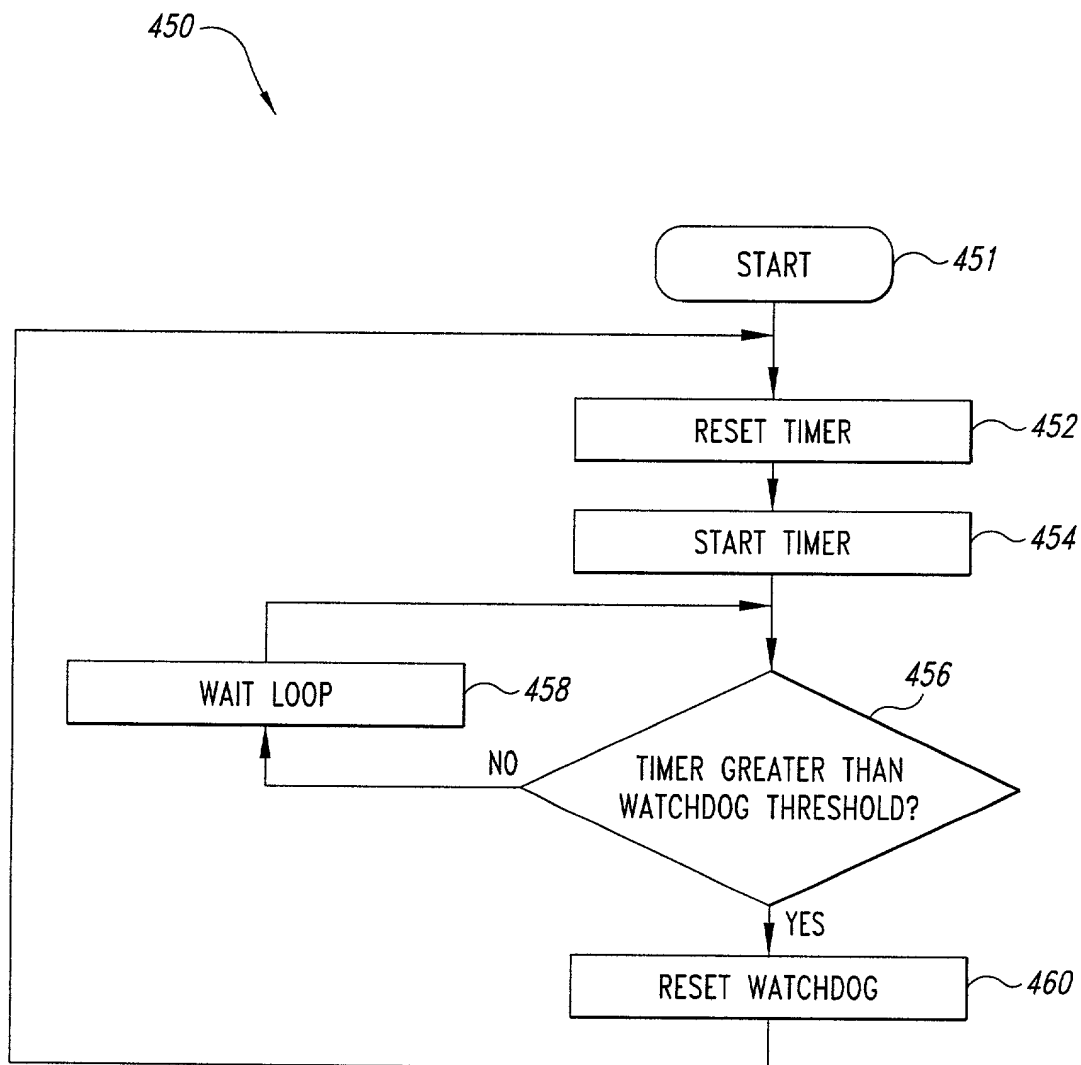 450
START
451
RESET TIMER
452
START TIMER
454
WAIT LOOP
458
456
NO
TIMER GREATER THAN
WATCHDOG THRESHOLD?
YES
RESET WATCHDOG
460